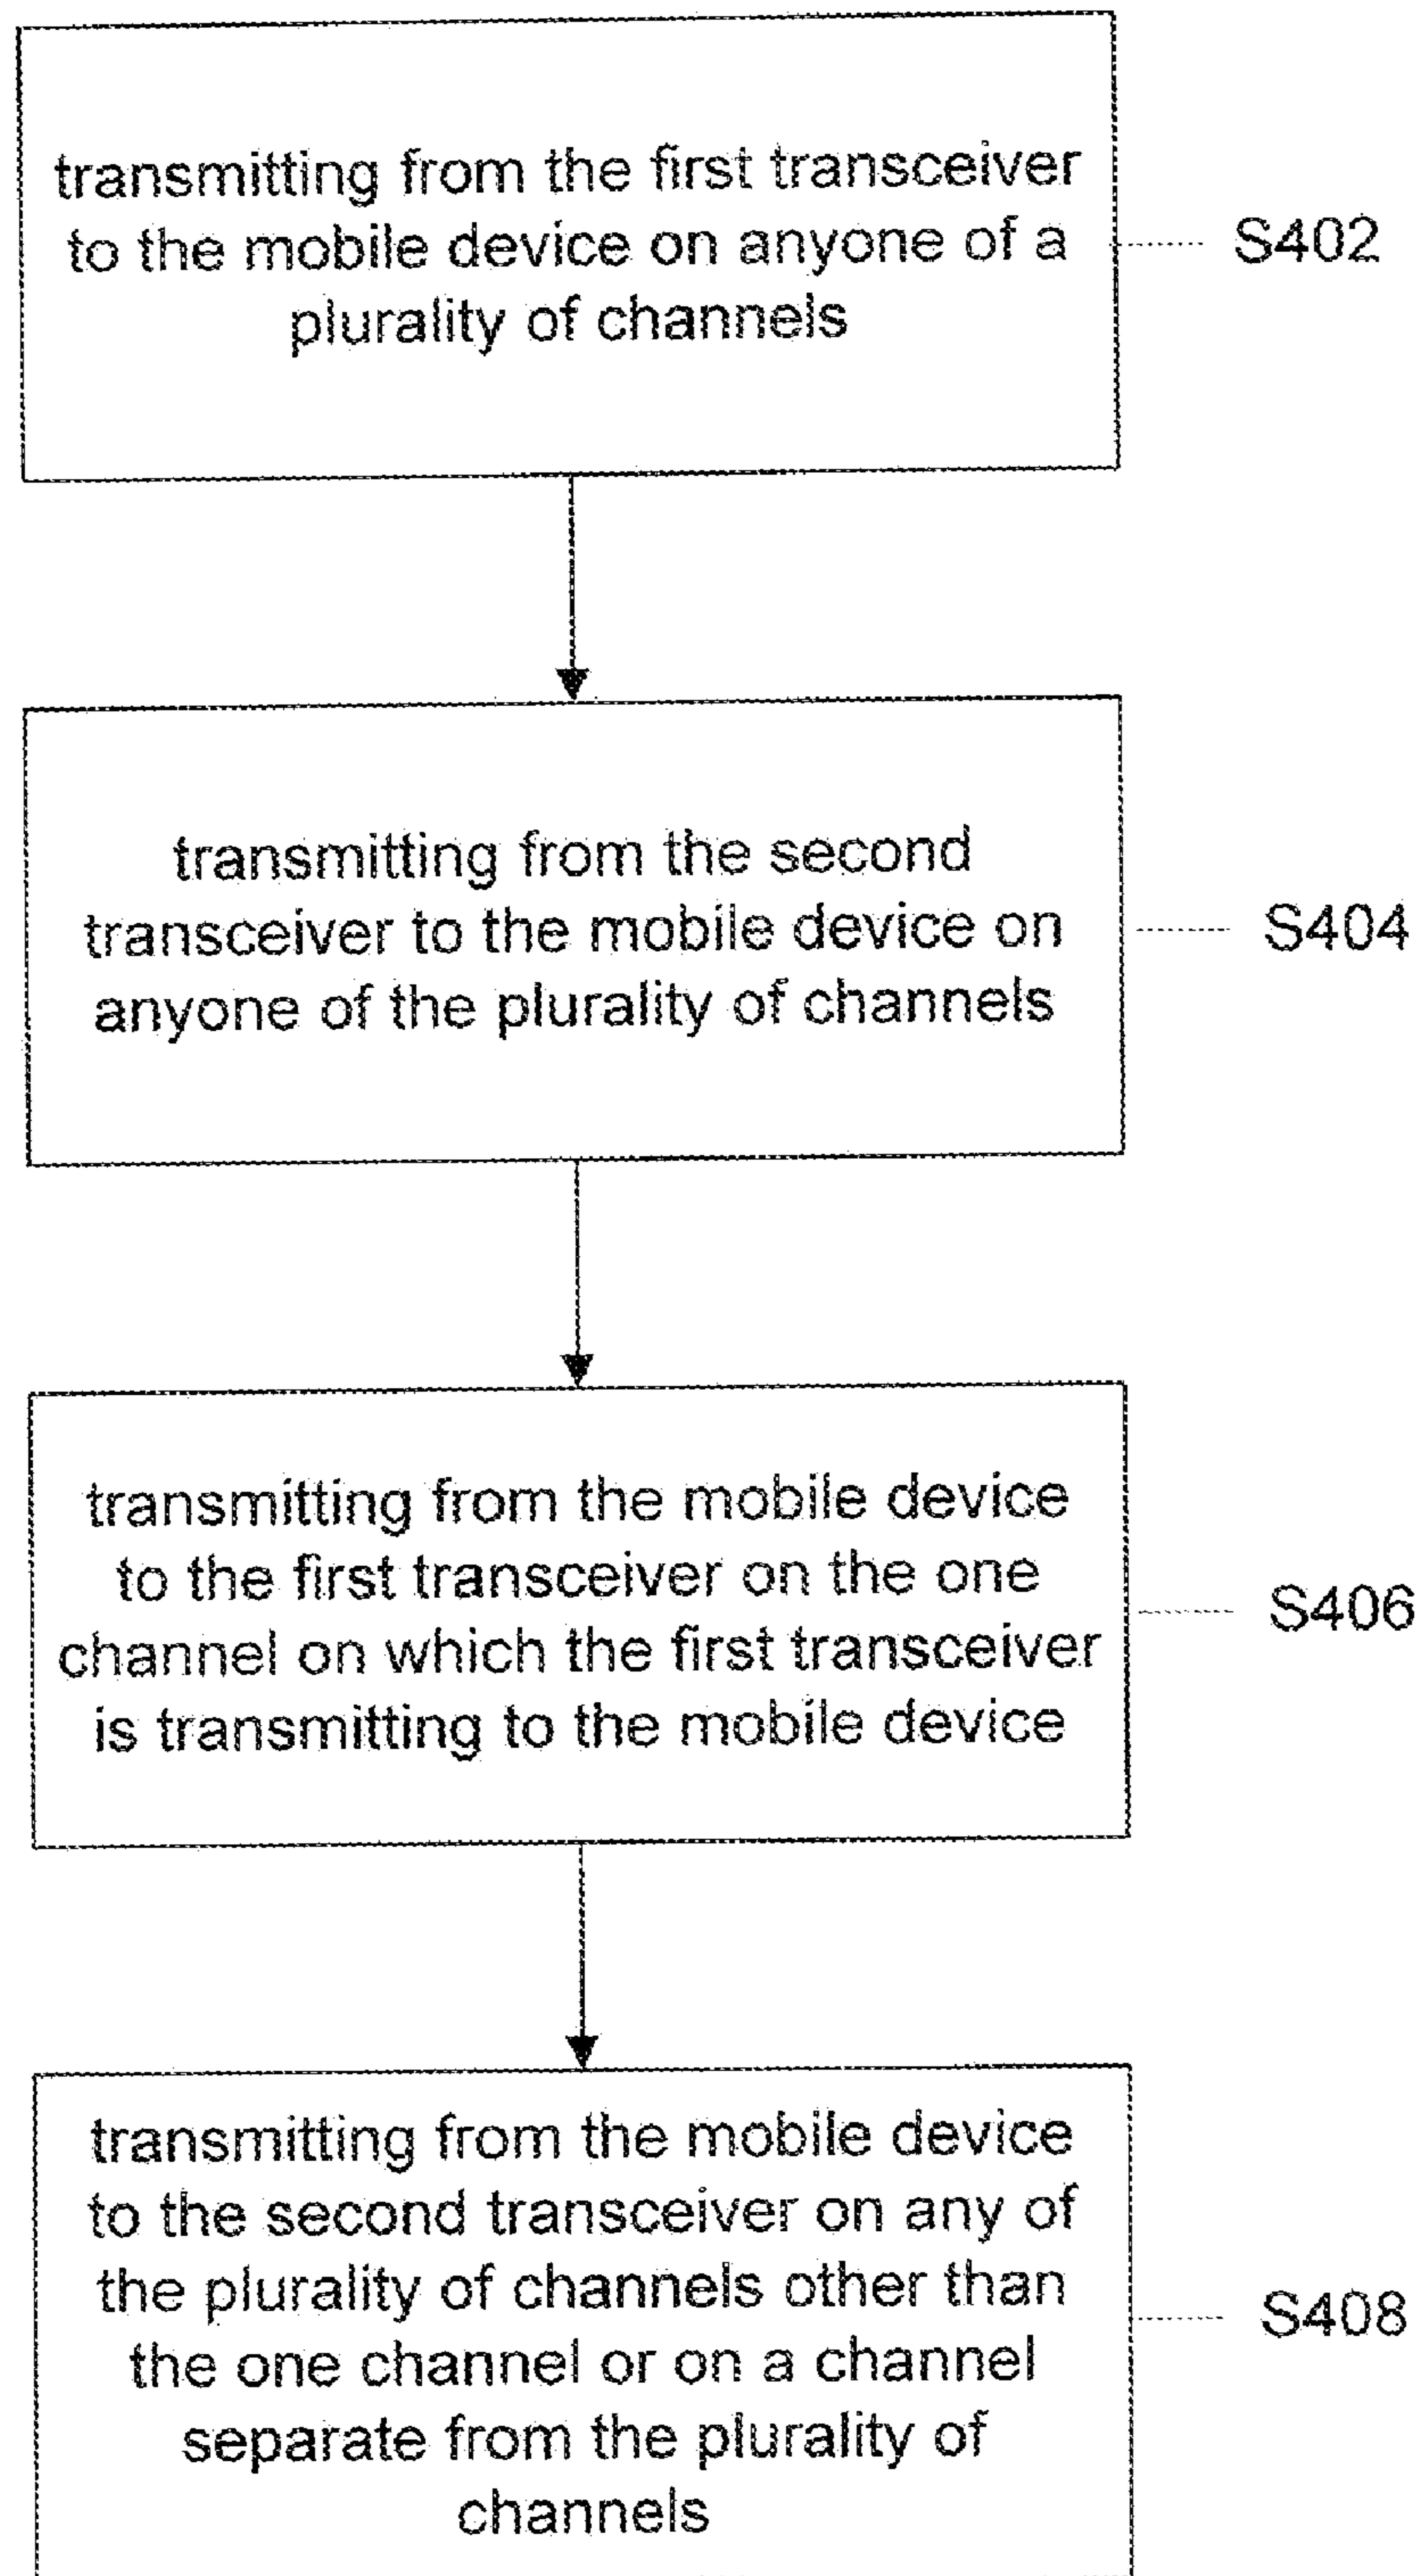 transmitting from the first transceiver
to the mobile device on anyone of a
plurality of channels
S402
transmitting from the second
transceiver to the mobile device on
anyone of the plurality of channels
S404
transmitting from the mobile device
to the first transceiver on the one
channel on which the first transceiver
is transmitting to the mobile device
S406
transmitting from the mobile device
to the second transceiver on any of
the plurality of channels other than
the one channel or on a channel
separate from the plurality of
channels
S408